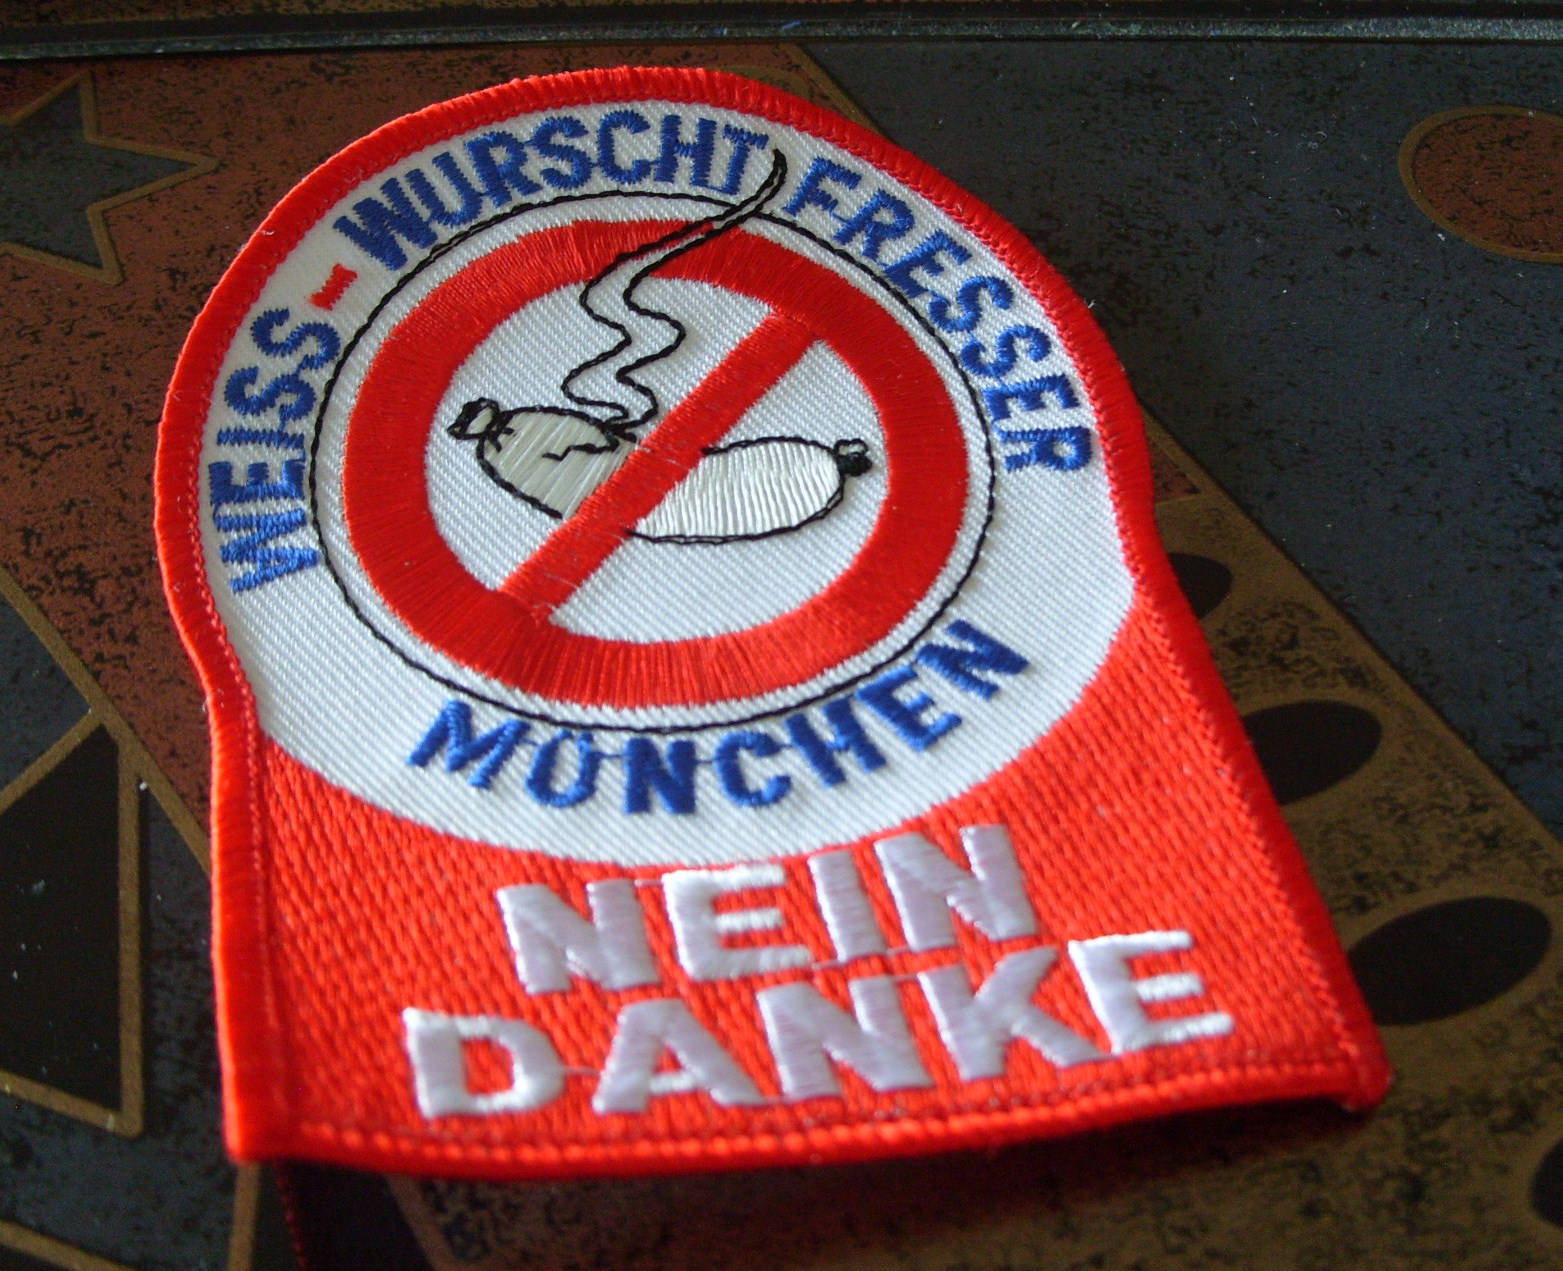 WEISS-WURSCHT FRESSER
MÜNCHEN
NEIN
DANKE